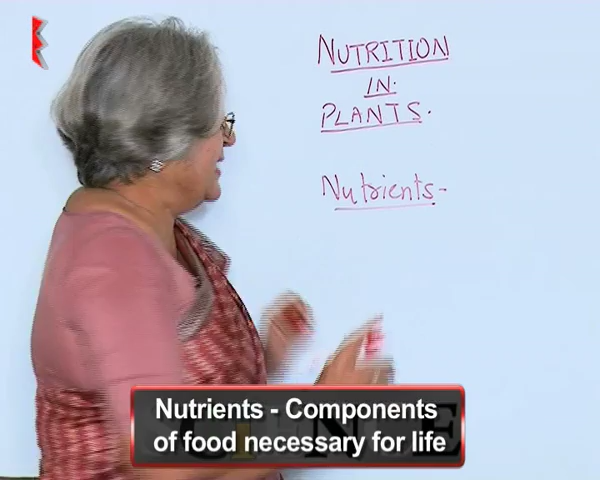 NUTRITION
IN
PLANTS.
Nutrients-
Nutrients - Components
of food necessary for life